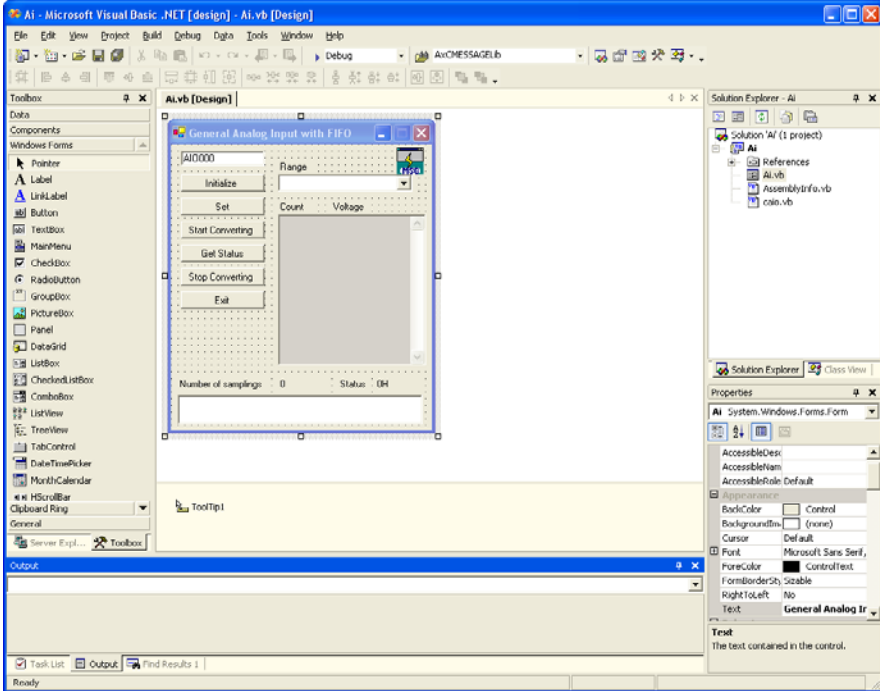 Ai - Microsoft Visual Basic .NET [design] - Ai.vb [Design]
File Edit View Project Build Debug Data Tools Window Help
Debug
AxCMESSAGELib
Toolbox
Data
Components
Windows Forms
Pointer
Label
LinkLabel
Button
TextBox
MainMenu
CheckBox
RadioButton
GroupBox
PictureBox
Panel
DataGrid
ListBox
CheckedListBox
ComboBox
ListView
TreeView
TabControl
DateTimePicker
MonthCalendar
HScrollBar
Clipboard Ring
General
Server Expl...
Toolbox
Ai.vb [Design]
General Analog Input with FIFO
AIO000
Range
Initialize
Set
Count Voltage
Start Converting
Get Status
Stop Converting
Exit
Number of samplings 0 Status 0H
ToolTip1
Solution Explorer - Ai
Solution 'Ai' (1 project)
Ai
References
Ai.vb
AssemblyInfo.vb
caio.vb
Solution Explorer
Class View
Properties
Ai System.Windows.Forms.Form
AccessibleDesc
AccessibleNam
AccessibleRole Default
Appearance
BackColor Control
BackgroundIm (none)
Cursor Default
Font Microsoft Sans Serif,
ForeColor ControlText
FormBorderSty Sizable
RightToLeft No
Text General Analog Ir
Text
The text contained in the control.
Output
Task List
Output
Find Results 1
Ready